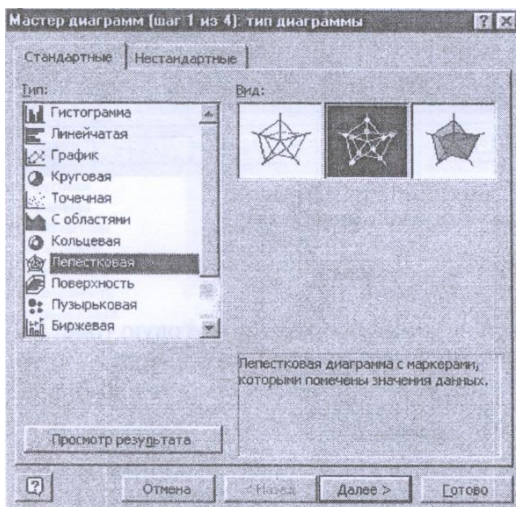 Мастер диаграмм (шаг 1 из 4): тип диаграммы
Стандартные
Нестандартные
Тип:
Вид:
Гистограмма
Линейчатая
График
Круговая
Точечная
С областями
Кольцевая
Лепестковая
Поверхность
Пузырьковая
Биржевая
Лепестковая диаграмма с маркерами,
которыми помечены значения данных.
Просмотр результата
Отмена
< Назад
Далее >
Готово